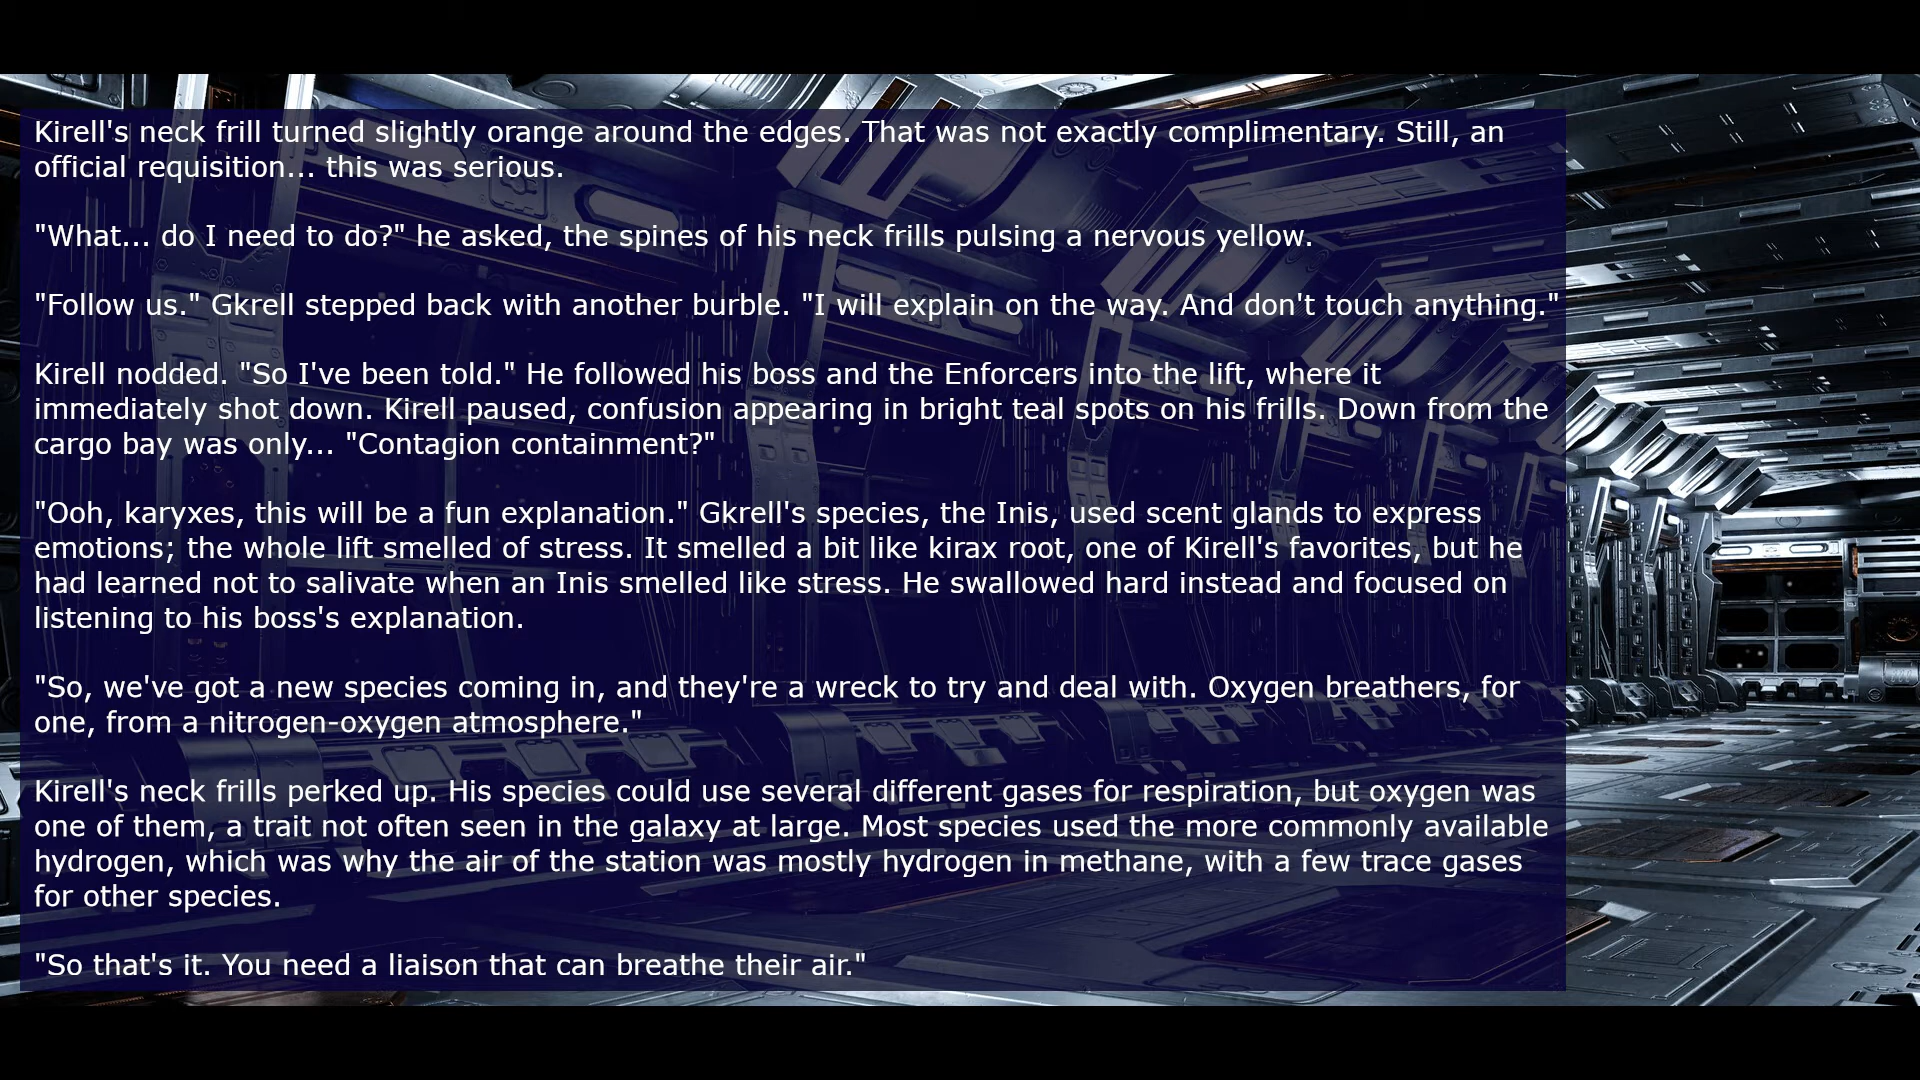 Kirell's neck frill turned slightly orange around the edges. That was not exactly complimentary. Still, an
official requisition... this was serious.
"What... do I need to do?" he asked, the spines of his neck frills pulsing a nervous yellow.
"Follow us." Gkrell stepped back with another burble. "I will explain on the way. And don't touch anything."
Kirell nodded. "So I've been told." He followed his boss and the Enforcers into the lift, where it
immediately shot down. Kirell paused, confusion appearing in bright teal spots on his frills. Down from the
cargo bay was only... "Contagion containment?"
"Ooh, karyxes, this will be a fun explanation." Gkrell's species, the Inis, used scent glands to express
emotions; the whole lift smelled of stress. It smelled a bit like kirax root, one of Kirell's favorites, but he
had learned not to salivate when an Inis smelled like stress. He swallowed hard instead and focused on
listening to his boss's explanation.
"So, we've got a new species coming in, and they're a wreck to try and deal with. Oxygen breathers, for
one, from a nitrogen-oxygen atmosphere."
Kirell's neck frills perked up. His species could use several different gases for respiration, but oxygen was
one of them, a trait not often seen in the galaxy at large. Most species used the more commonly available
hydrogen, which was why the air of the station was mostly hydrogen in methane, with a few trace gases
for other species.
"So that's it. You need a liaison that can breathe their air."